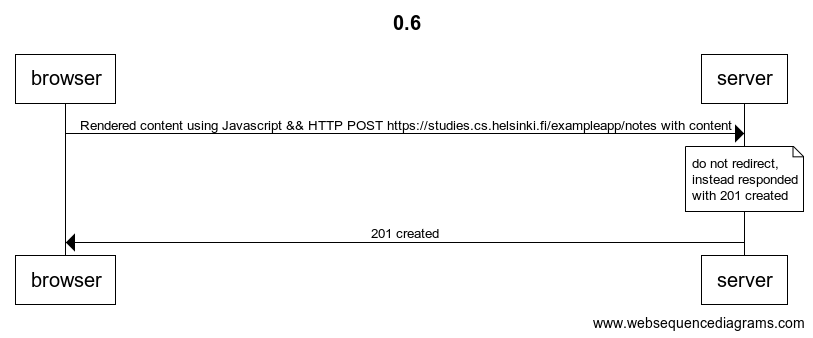 0.6
browser
server
Rendered content using Javascript && HTTP POST https://studies.cs.helsinki.fi/exampleapp/notes with content
do not redirect,
instead responded
with 201 created
201 created
browser
server
www.websequencediagrams.com